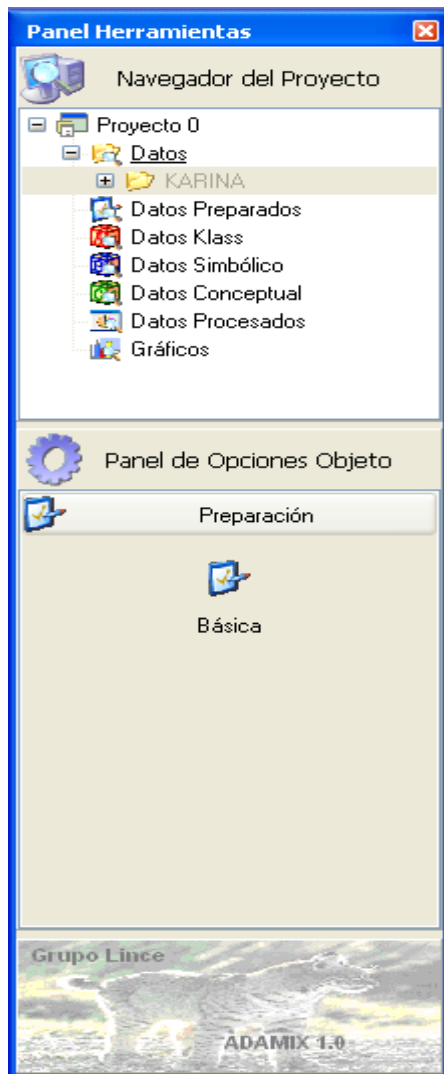 Panel Herramientas
Navegador del Proyecto
Proyecto 0
Datos
KARINA
Datos Preparados
Datos Klass
Datos Simbólico
Datos Conceptual
Datos Procesados
Gráficos
Panel de Opciones Objeto
Preparación
Básica
Grupo Lince
ADAMIX 1.0